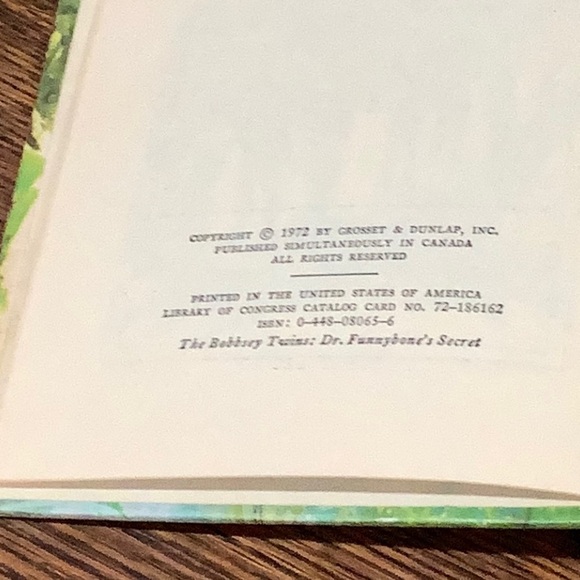 COPYRIGHT © 1972 BY GROSSET & DUNLAP, INC.
PUBLISHED SIMULTANEOUSLY IN CANADA
ALL RIGHTS RESERVED
PRINTED IN THE UNITED STATES OF AMERICA
LIBRARY OF CONGRESS CATALOG CARD NO. 72-186162
ISBN: 0-448-08065-6
The Bobbsey Twins: Dr. Funnybone's Secret